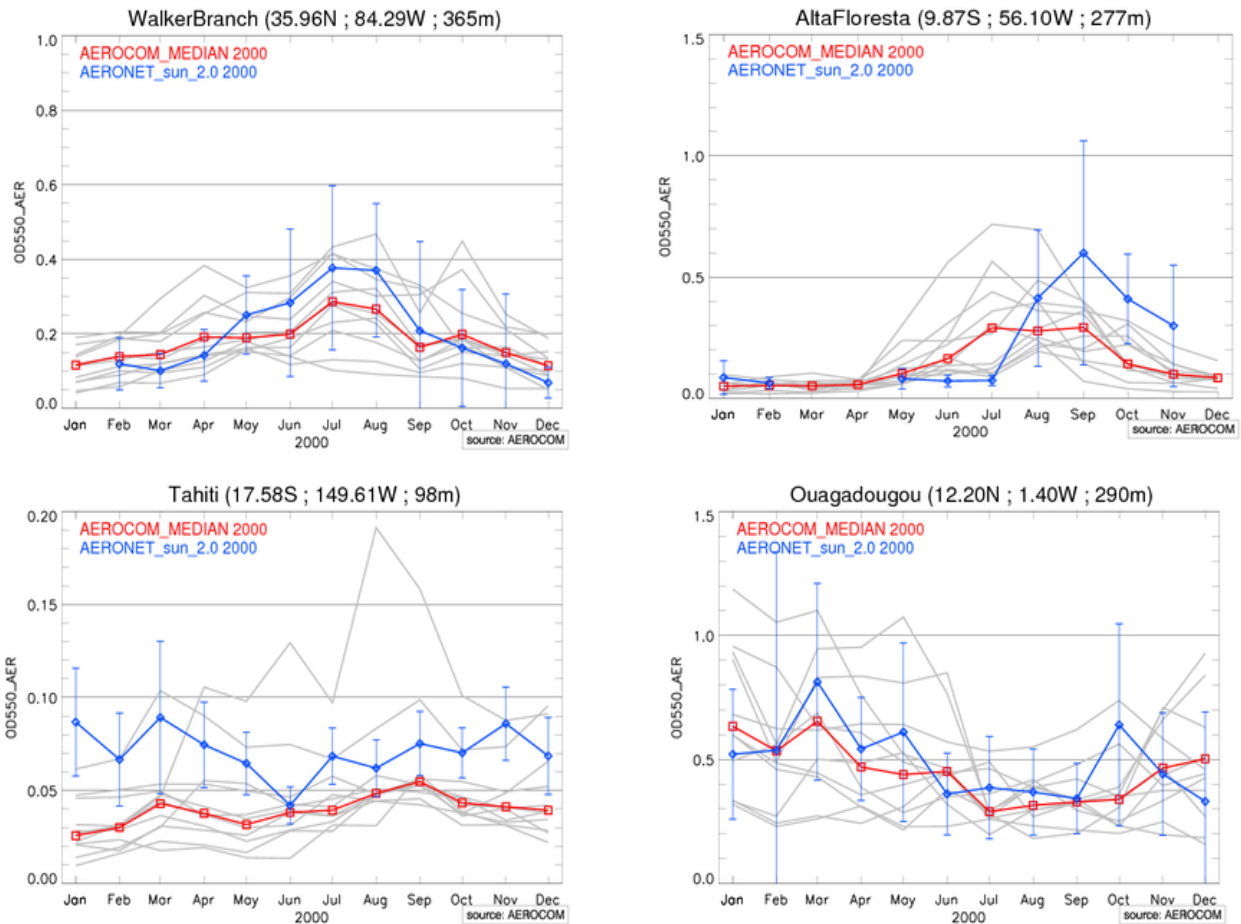 WalkerBranch (35.96N ; 84.29W ; 365m)
AEROCOM_MEDIAN 2000
AERONET_sun_2.0 2000
OD550_AER
1.0
0.8
0.6
0.4
0.2
0.0
Jan Feb Mar Apr May Jun Jul Aug Sep Oct Nov Dec
2000
source: AEROCOM
AltaFloresta (9.87S ; 56.10W ; 277m)
AEROCOM_MEDIAN 2000
AERONET_sun_2.0 2000
OD550_AER
1.5
1.0
0.5
0.0
Jan Feb Mar Apr May Jun Jul Aug Sep Oct Nov Dec
2000
source: AEROCOM
Tahiti (17.58S ; 149.61W ; 98m)
AEROCOM_MEDIAN 2000
AERONET_sun_2.0 2000
OD550_AER
0.20
0.15
0.10
0.05
0.00
Jan Feb Mar Apr May Jun Jul Aug Sep Oct Nov Dec
2000
source: AEROCOM
Ouagadougou (12.20N ; 1.40W ; 290m)
AEROCOM_MEDIAN 2000
AERONET_sun_2.0 2000
OD550_AER
1.5
1.0
0.5
0.0
Jan Feb Mar Apr May Jun Jul Aug Sep Oct Nov Dec
2000
source: AEROCOM